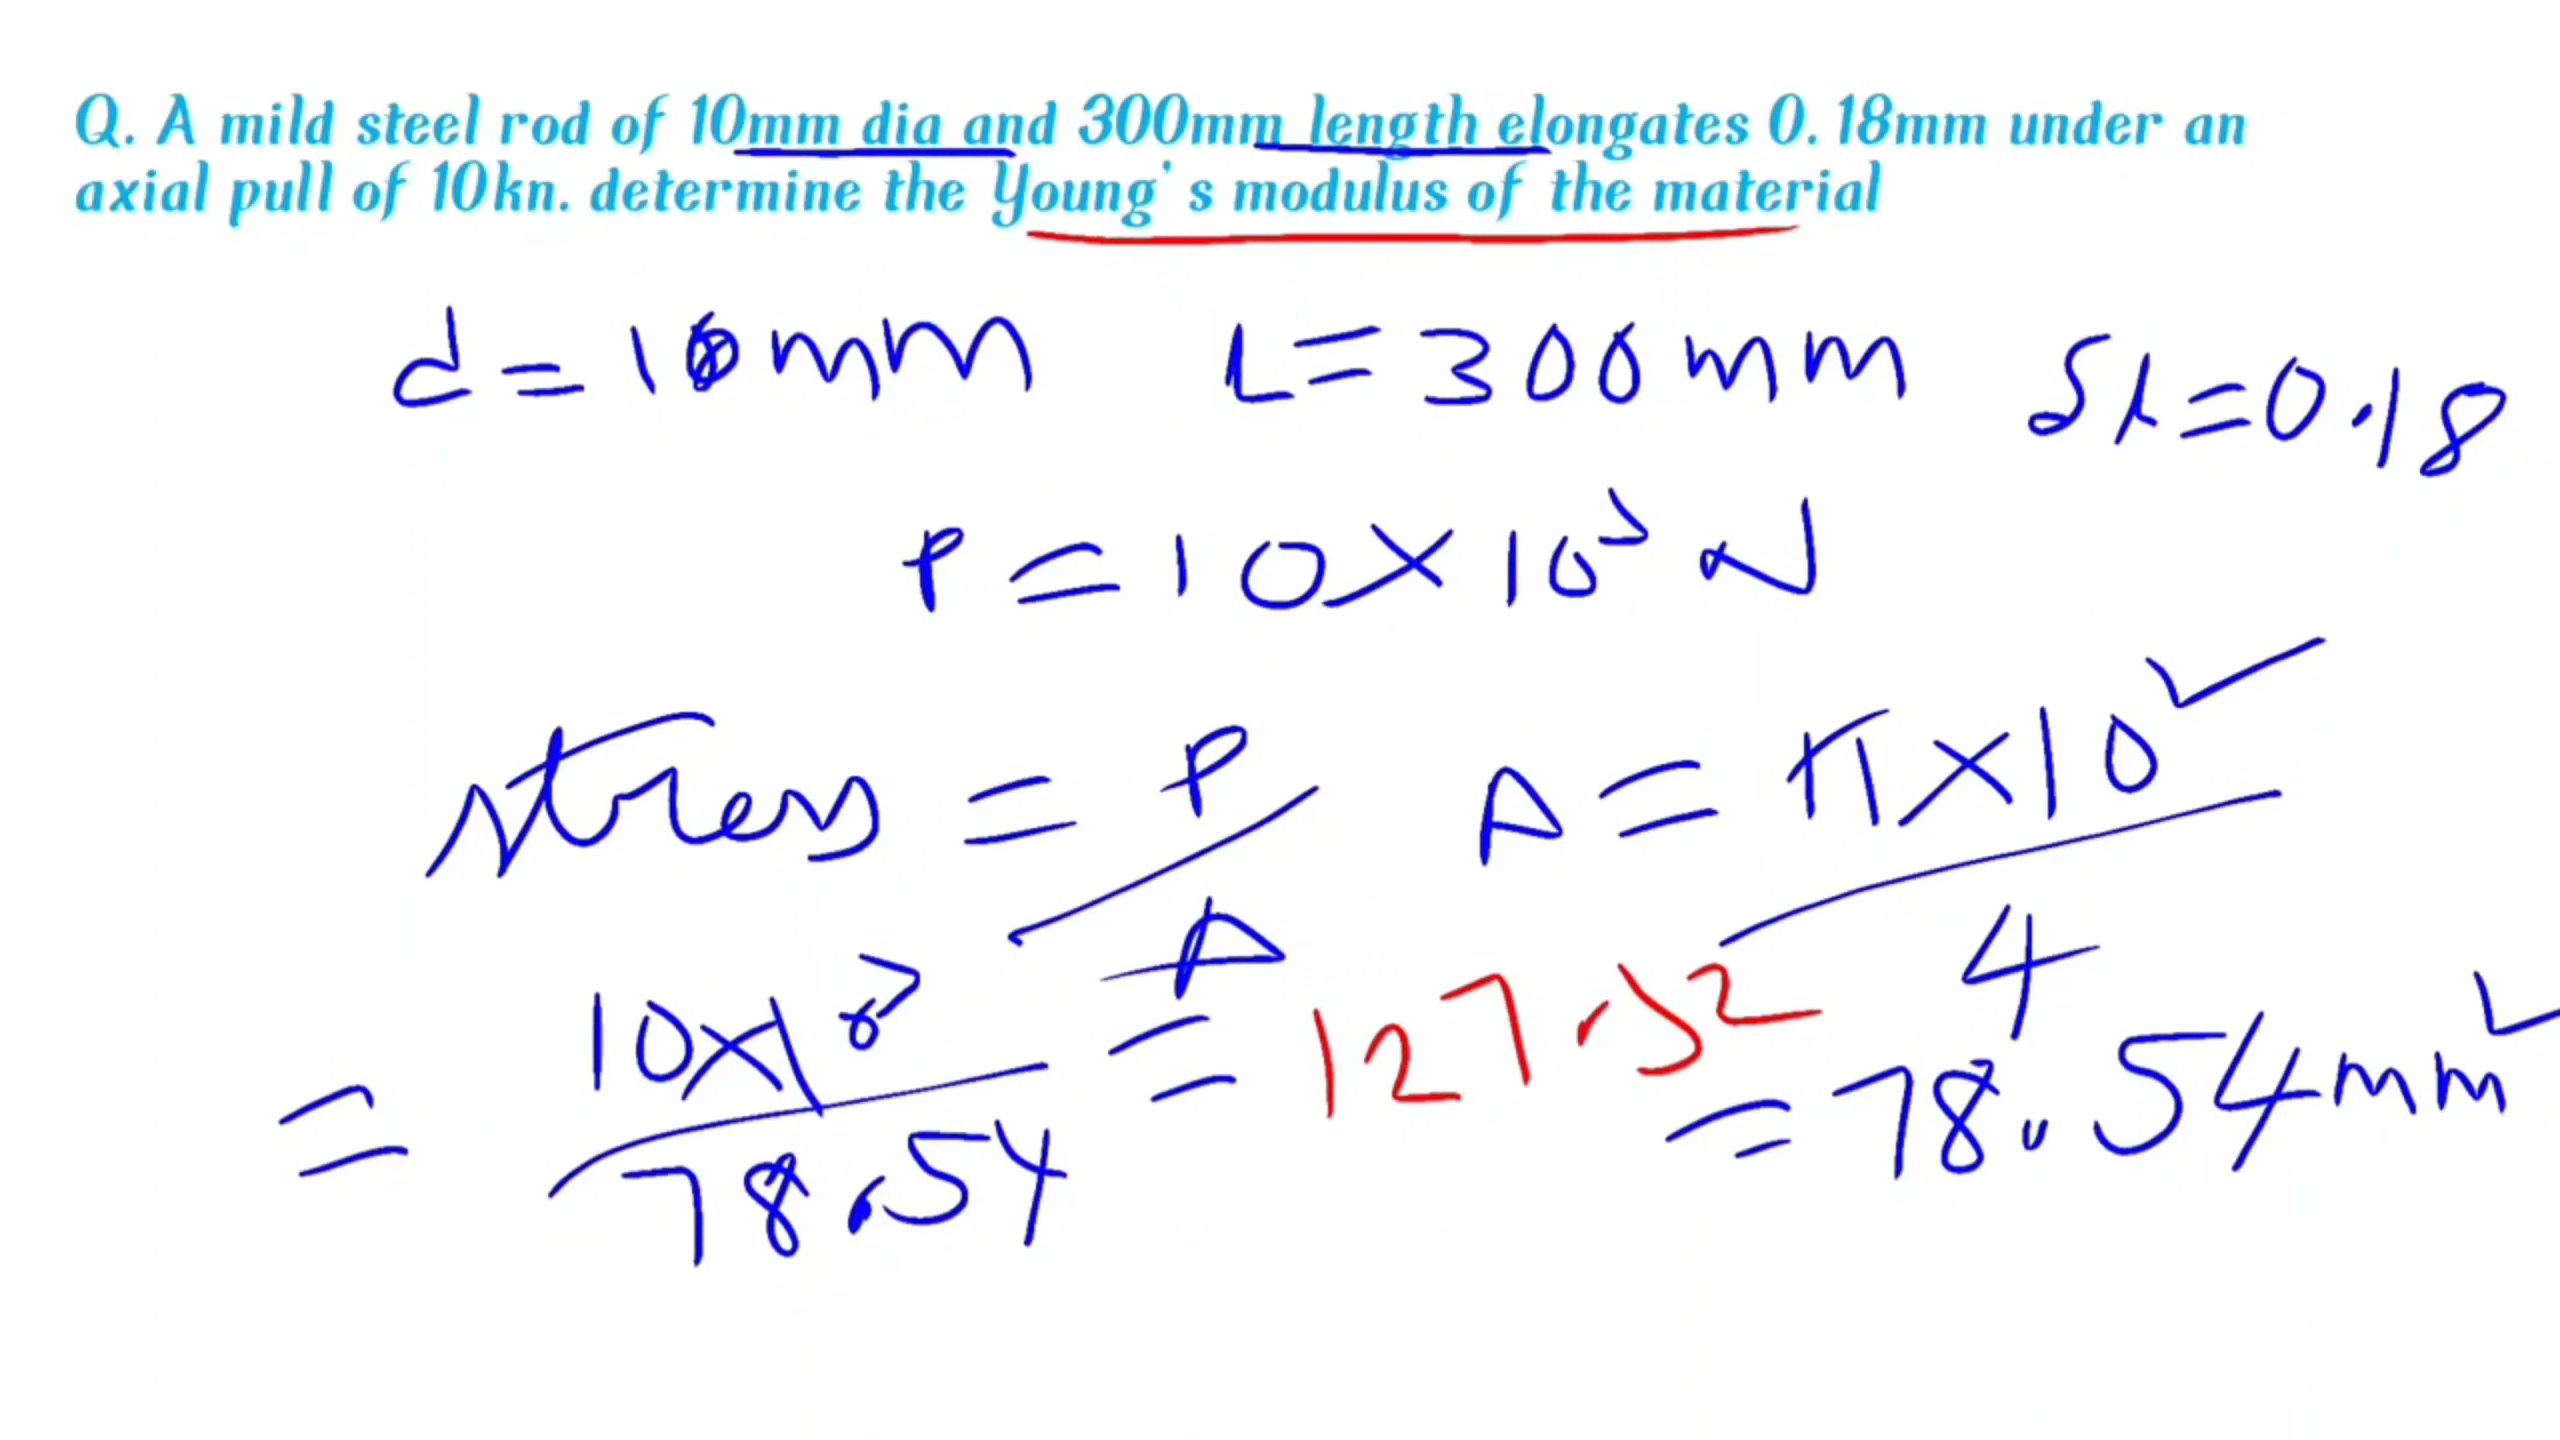 Q. A mild steel rod of 10mm dia and 300mm length elongates 0.18mm under an
axial pull of 10kn. determine the Young's modulus of the material
d = 10mm L = 300mm δL = 0.18
P = 10 × 10³ N
stress = P/A A = π × 10²/4
= 10 × 10³/78.54 = 127.32 = 78.54mm²